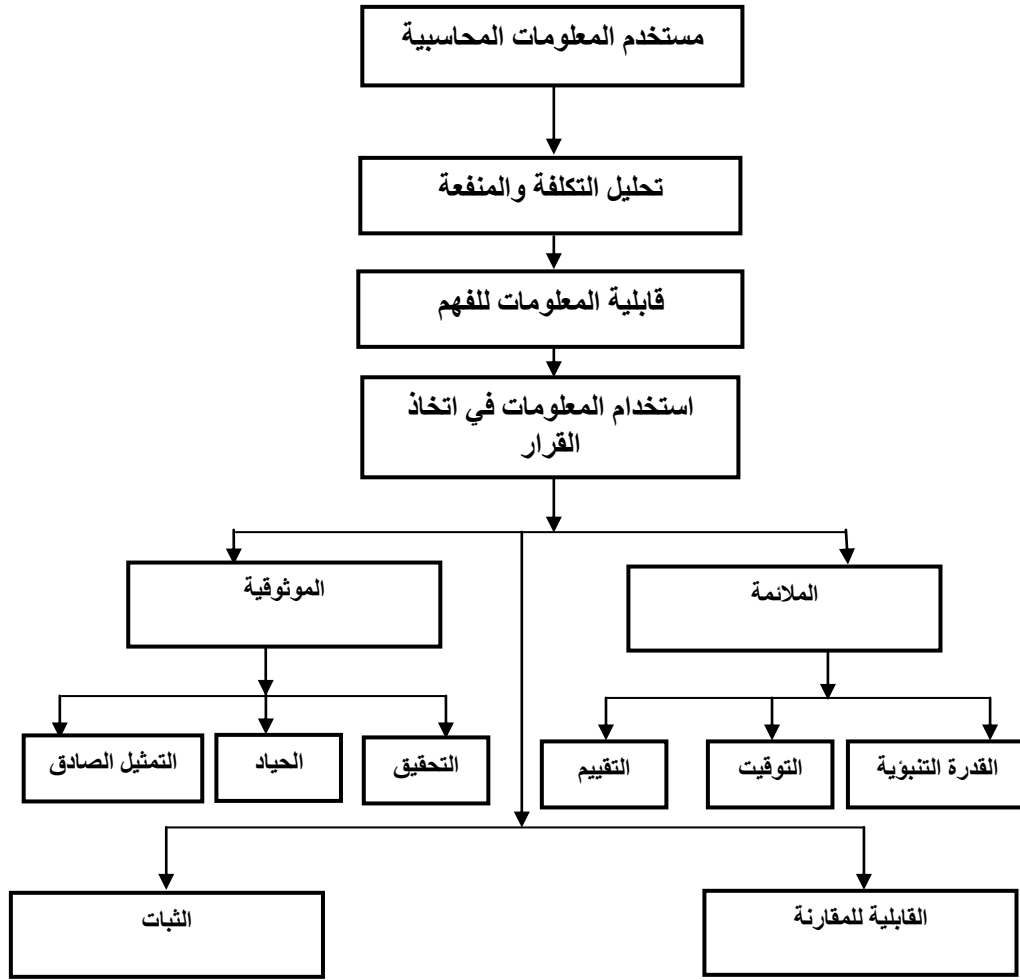 مستخدم المعلومات المحاسبية
تحليل التكلفة والمنفعة
قابلية المعلومات للفهم
استخدام المعلومات في اتخاذ
القرار
الملائمة
الموثوقية
القدرة التنبؤية
التوقيت
التقييم
التحقيق
الحياد
التمثيل الصادق
القابلية للمقارنة
الثبات